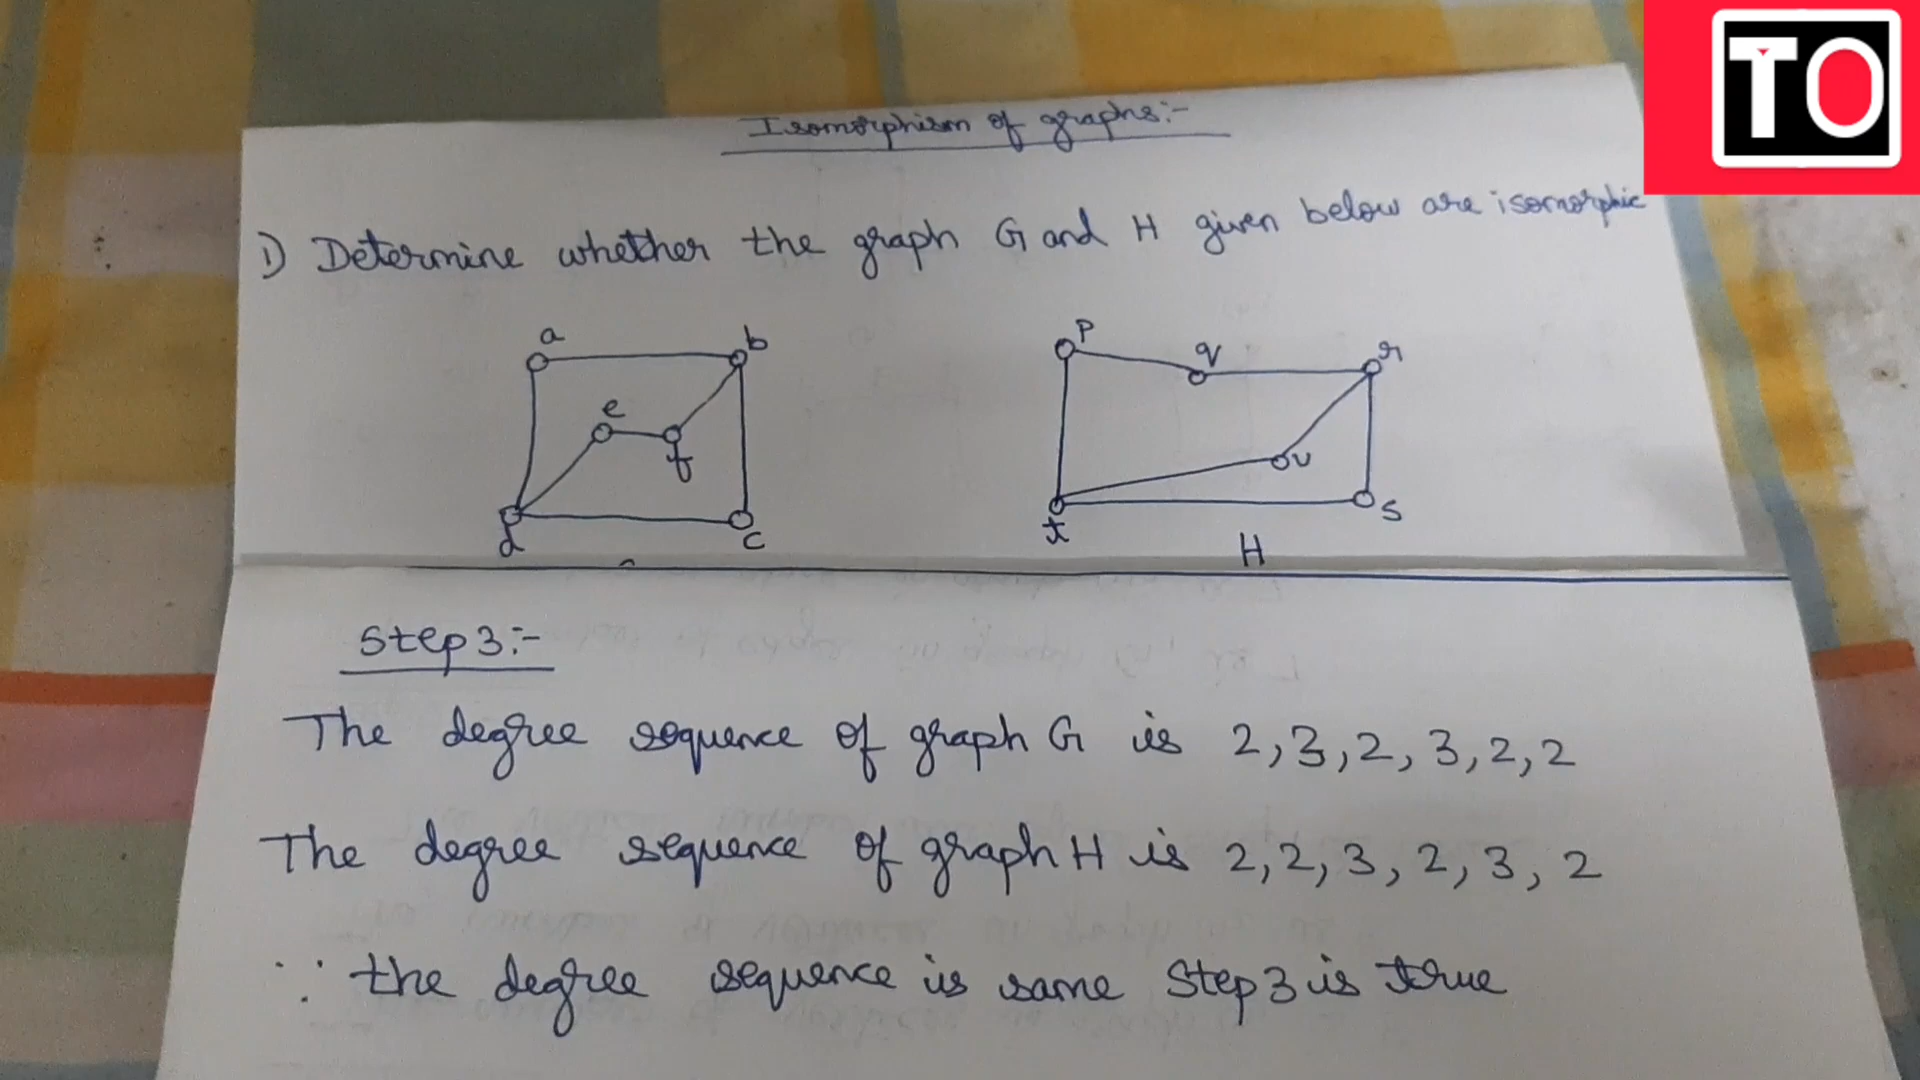 TO
Isomorphism of graphs:-
1) Determine whether the graph G and H given below are isomorphic
a b
e
f
d c
P q r
u
t s
H
Step 3:-
The degree sequence of graph G is 2,3,2,3,2,2
The degree sequence of graph H is 2,2,3,2,3,2
∵ the degree sequence is same Step 3 is true